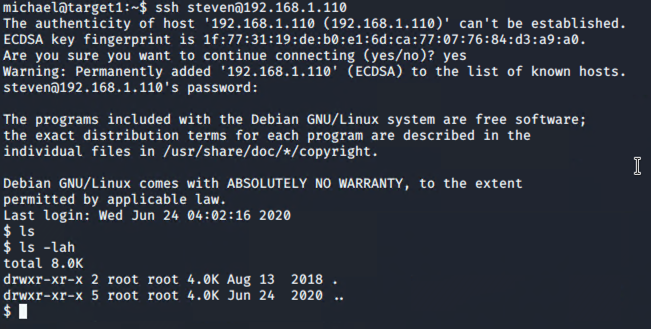 michael@target1:~$ ssh steven@192.168.1.110
The authenticity of host '192.168.1.110 (192.168.1.110)' can't be established.
ECDSA key fingerprint is 1f:77:31:19:de:b0:e1:6d:ca:77:07:76:84:d3:a9:a0.
Are you sure you want to continue connecting (yes/no)? yes
Warning: Permanently added '192.168.1.110' (ECDSA) to the list of known hosts.
steven@192.168.1.110's password:
The programs included with the Debian GNU/Linux system are free software;
the exact distribution terms for each program are described in the
individual files in /usr/share/doc/*/copyright.
Debian GNU/Linux comes with ABSOLUTELY NO WARRANTY, to the extent
permitted by applicable law.
Last login: Wed Jun 24 04:02:16 2020
$ ls
$ ls -lah
total 8.0K
drwxr-xr-x 2 root root 4.0K Aug 13  2018 .
drwxr-xr-x 5 root root 4.0K Jun 24  2020 ..
$